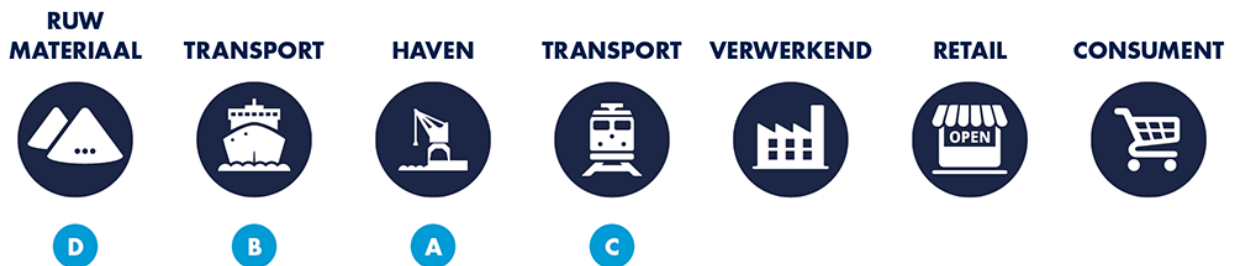 RUW
MATERIAAL
TRANSPORT
HAVEN
TRANSPORT
VERWERKEND
RETAIL
CONSUMENT
OPEN
D
B
A
C